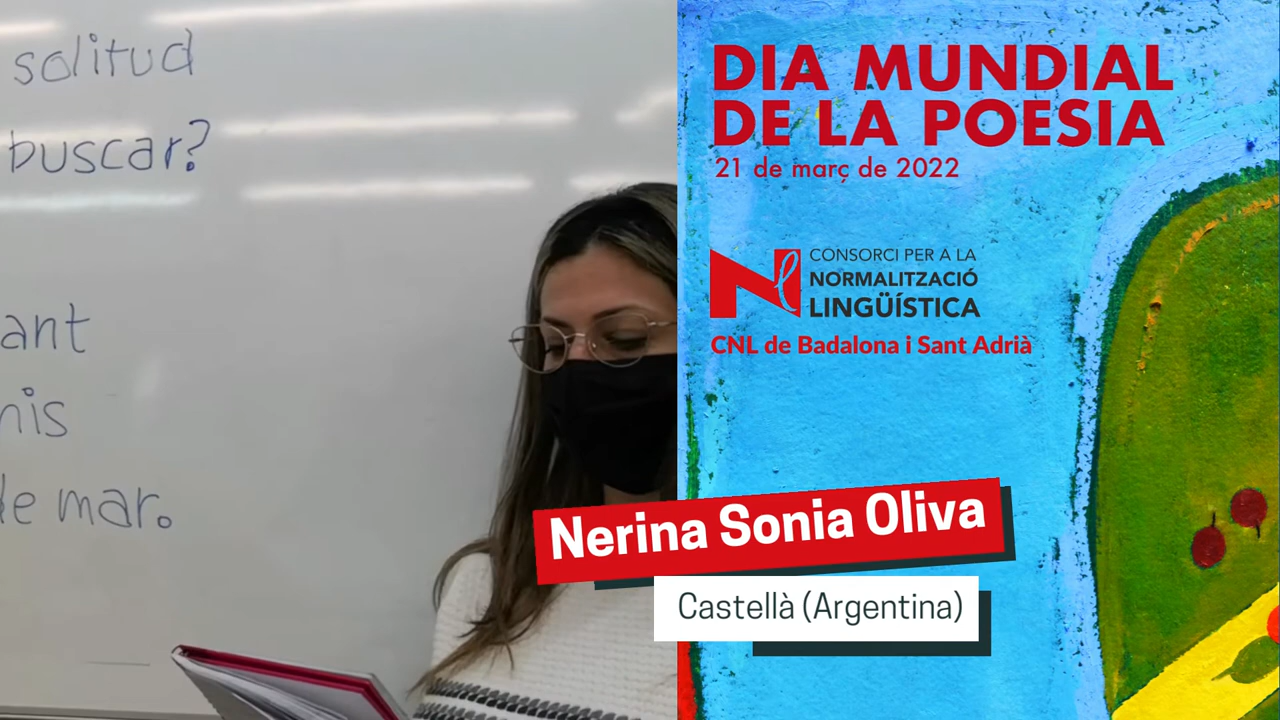 solitud
buscar?
ant
nis
de mar.
DIA MUNDIAL
DE LA POESIA
21 de març de 2022
CONSORCI PER A LA
NORMALITZACIÓ
LINGÜÍSTICA
CNL de Badalona i Sant Adrià
Nerina Sonia Oliva
Castellà (Argentina)